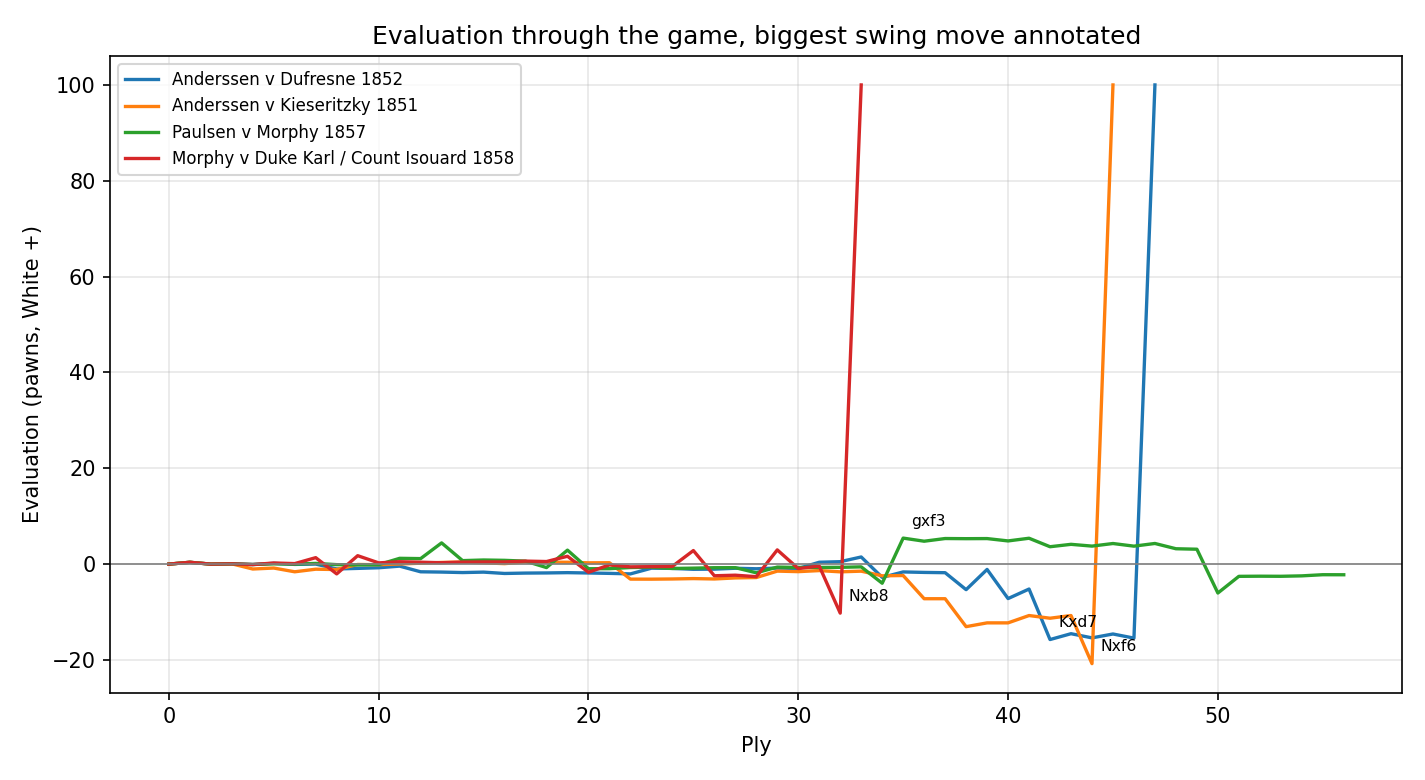 Evaluation through the game, biggest swing move annotated
Anderssen v Dufresne 1852
Anderssen v Kieseritzky 1851
Paulsen v Morphy 1857
Morphy v Duke Karl / Count Isouard 1858
Evaluation (pawns, White +)
100
80
60
40
20
0
−20
gxf3
Nxb8
Kxd7
Nxf6
0 10 20 30 40 50
Ply